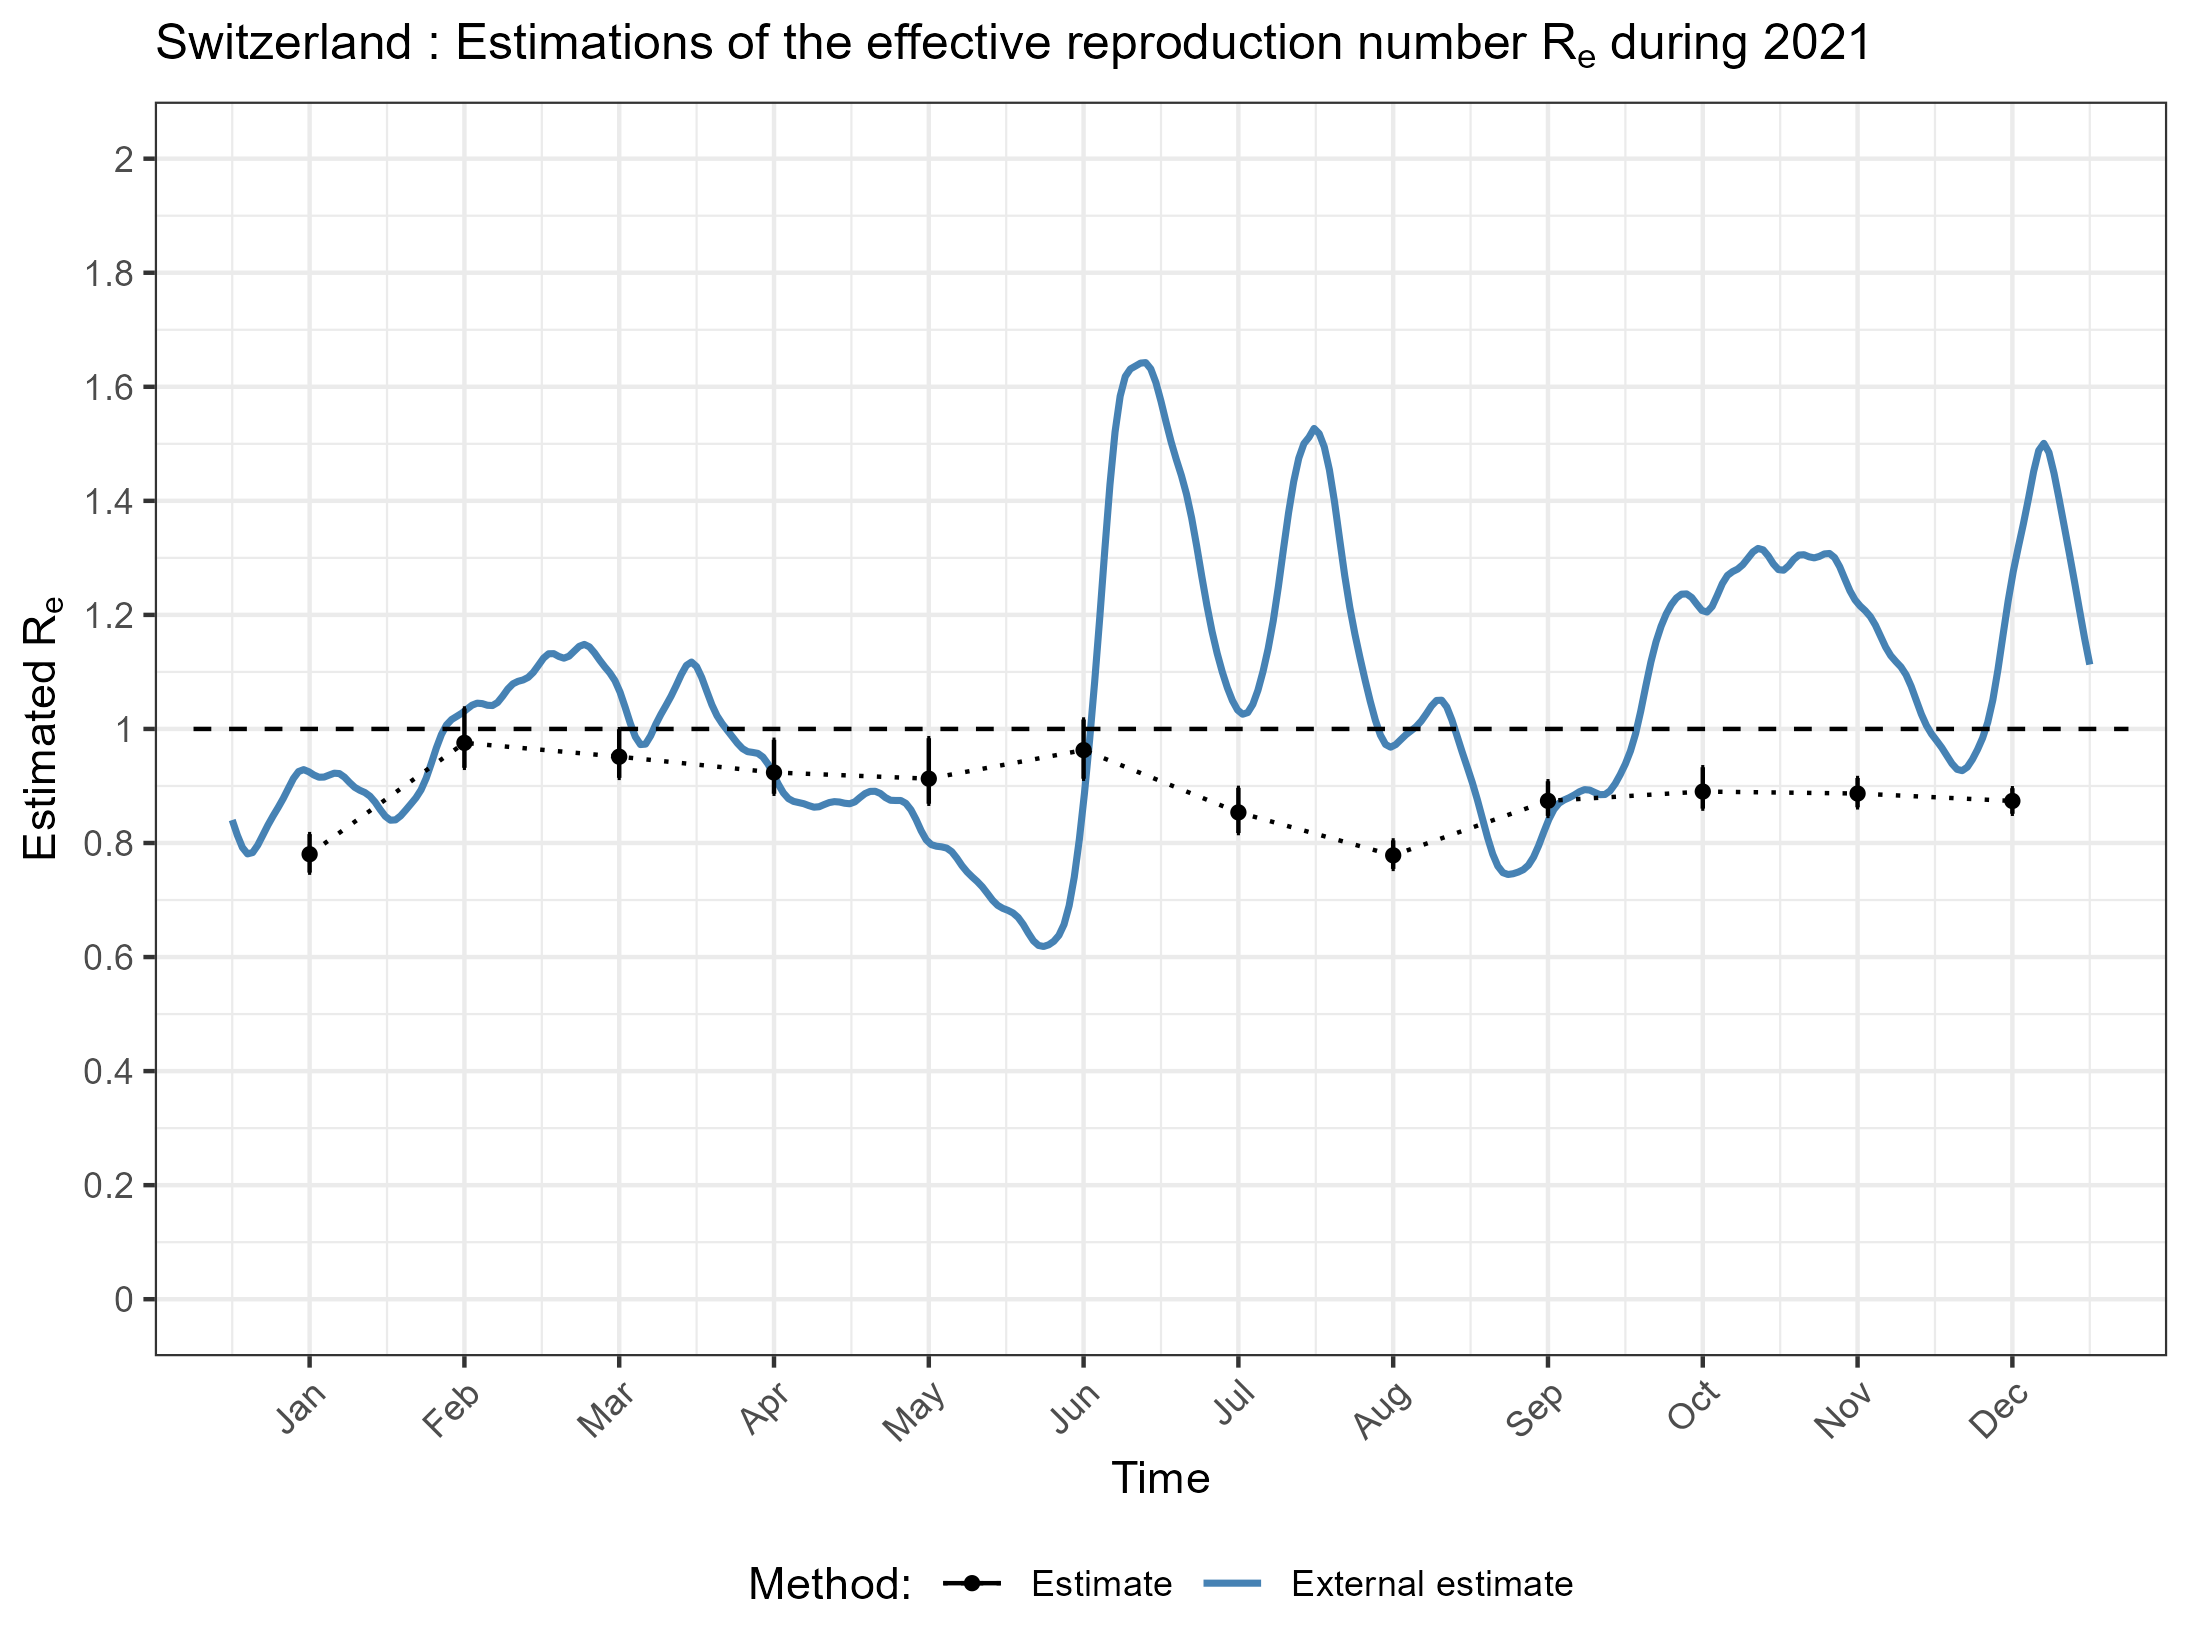 Switzerland : Estimations of the effective reproduction number Re during 2021
Estimated Re
2
1.8
1.6
1.4
1.2
1
0.8
0.6
0.4
0.2
0
Jan
Feb
Mar
Apr
May
Jun
Jul
Aug
Sep
Oct
Nov
Dec
Time
Method: Estimate External estimate